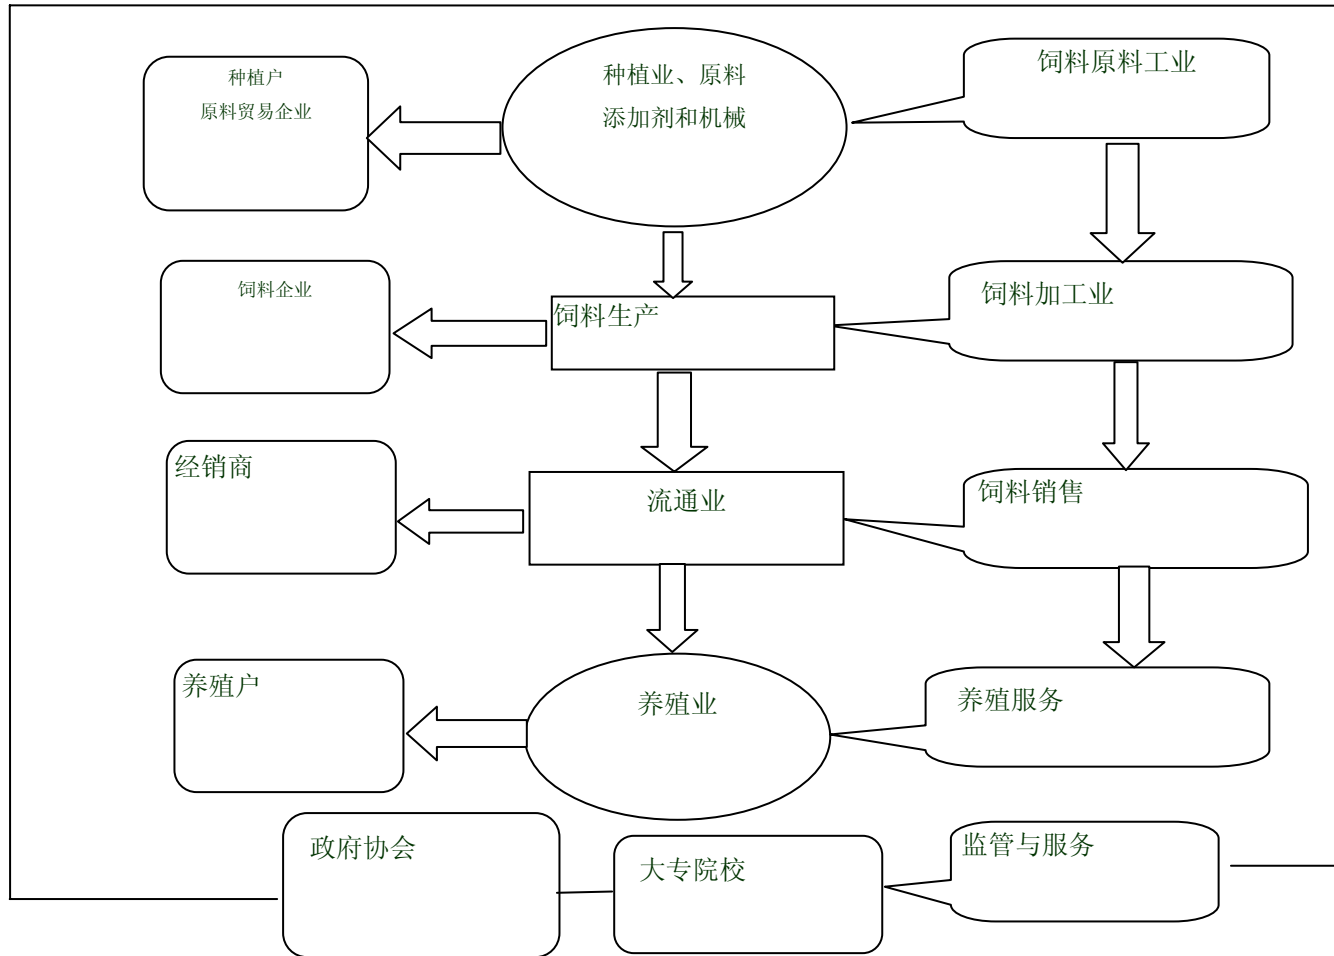 种植户
原料贸易企业
种植业、原料
添加剂和机械
饲料原料工业
饲料企业
饲料生产
饲料加工业
经销商
流通业
饲料销售
养殖户
养殖业
养殖服务
政府协会
大专院校
监管与服务